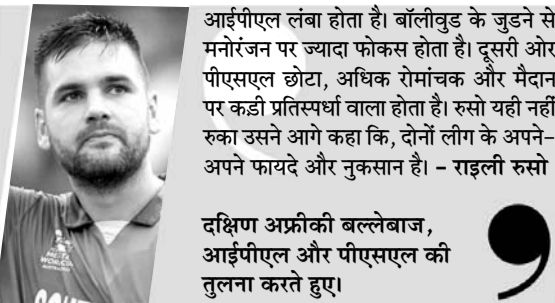 आईपीएल लंबा होता है। बॉलीवुड के जुडने से
मनोरंजन पर ज्यादा फोकस होता है। दूसरी ओर
पीएसएल छोटा, अधिक रोमांचक और मैदान
पर कडी प्रतिस्पर्धा वाला होता है। रुसो यही नहीं
रुका उसने आगे कहा कि, दोनों लीग के अपने-
अपने फायदे और नुकसान है। – राइली रुसो
दक्षिण अफ्रीकी बल्लेबाज,
आईपीएल और पीएसएल की
तुलना करते हुए।